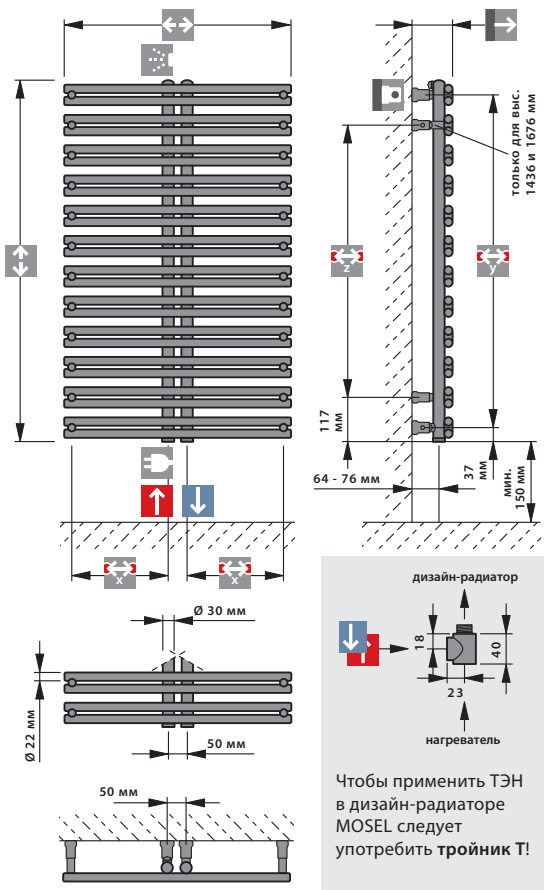 только для выс.
1436 и 1676 мм
z
y
117
мм
64 - 76 мм
37
мм
мин.
150 мм
x
x
Ø 30 мм
Ø 22 мм
50 мм
50 мм
дизайн-радиатор
18
40
23
нагреватель
Чтобы применить ТЭН
в дизайн-радиаторе
MOSEL следует
употребить тройник Т!